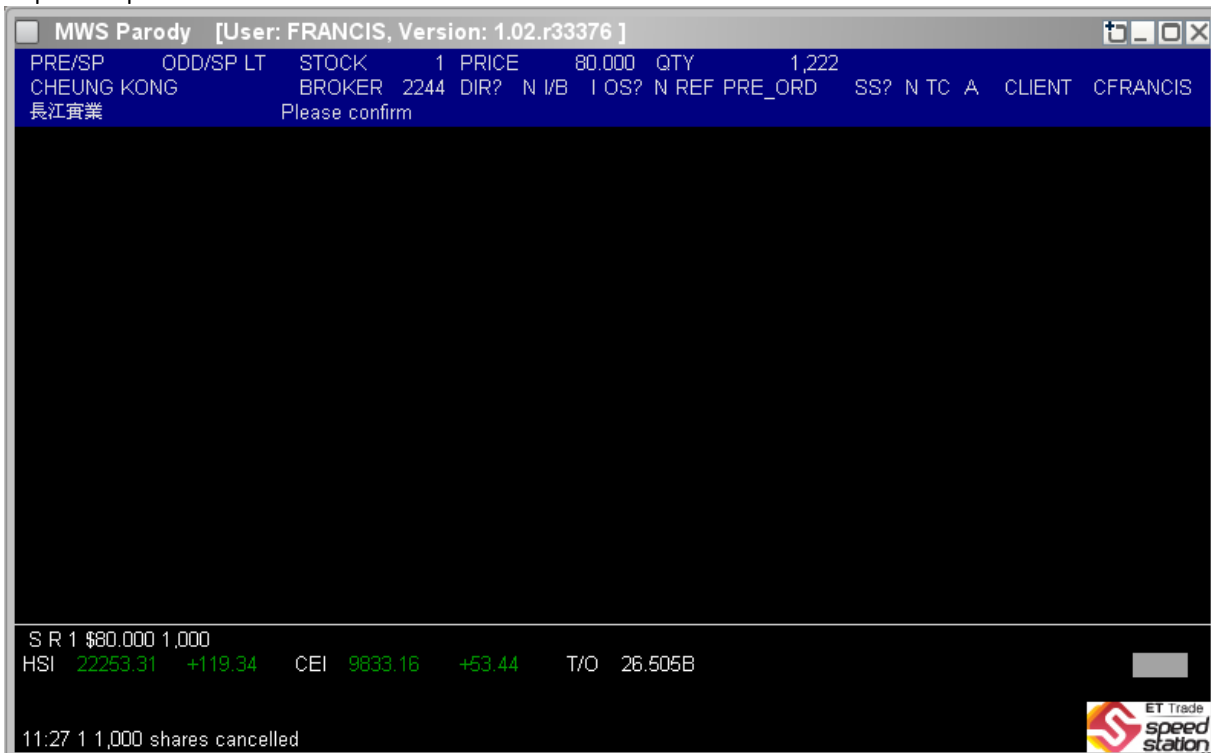 MWS Parody [User: FRANCIS, Version: 1.02.r33376 ]
PRE/SP ODD/SP LT STOCK 1 PRICE 80.000 QTY 1,222
CHEUNG KONG BROKER 2244 DIR? N I/B I OS? N REF PRE_ORD SS? N TC A CLIENT CFRANCIS
長江實業 Please confirm
S R 1 $80.000 1,000
HSI 22253.31 +119.34 CEI 9833.16 +53.44 T/O 26.505B
ET Trade
speed
station
11:27 1 1,000 shares cancelled